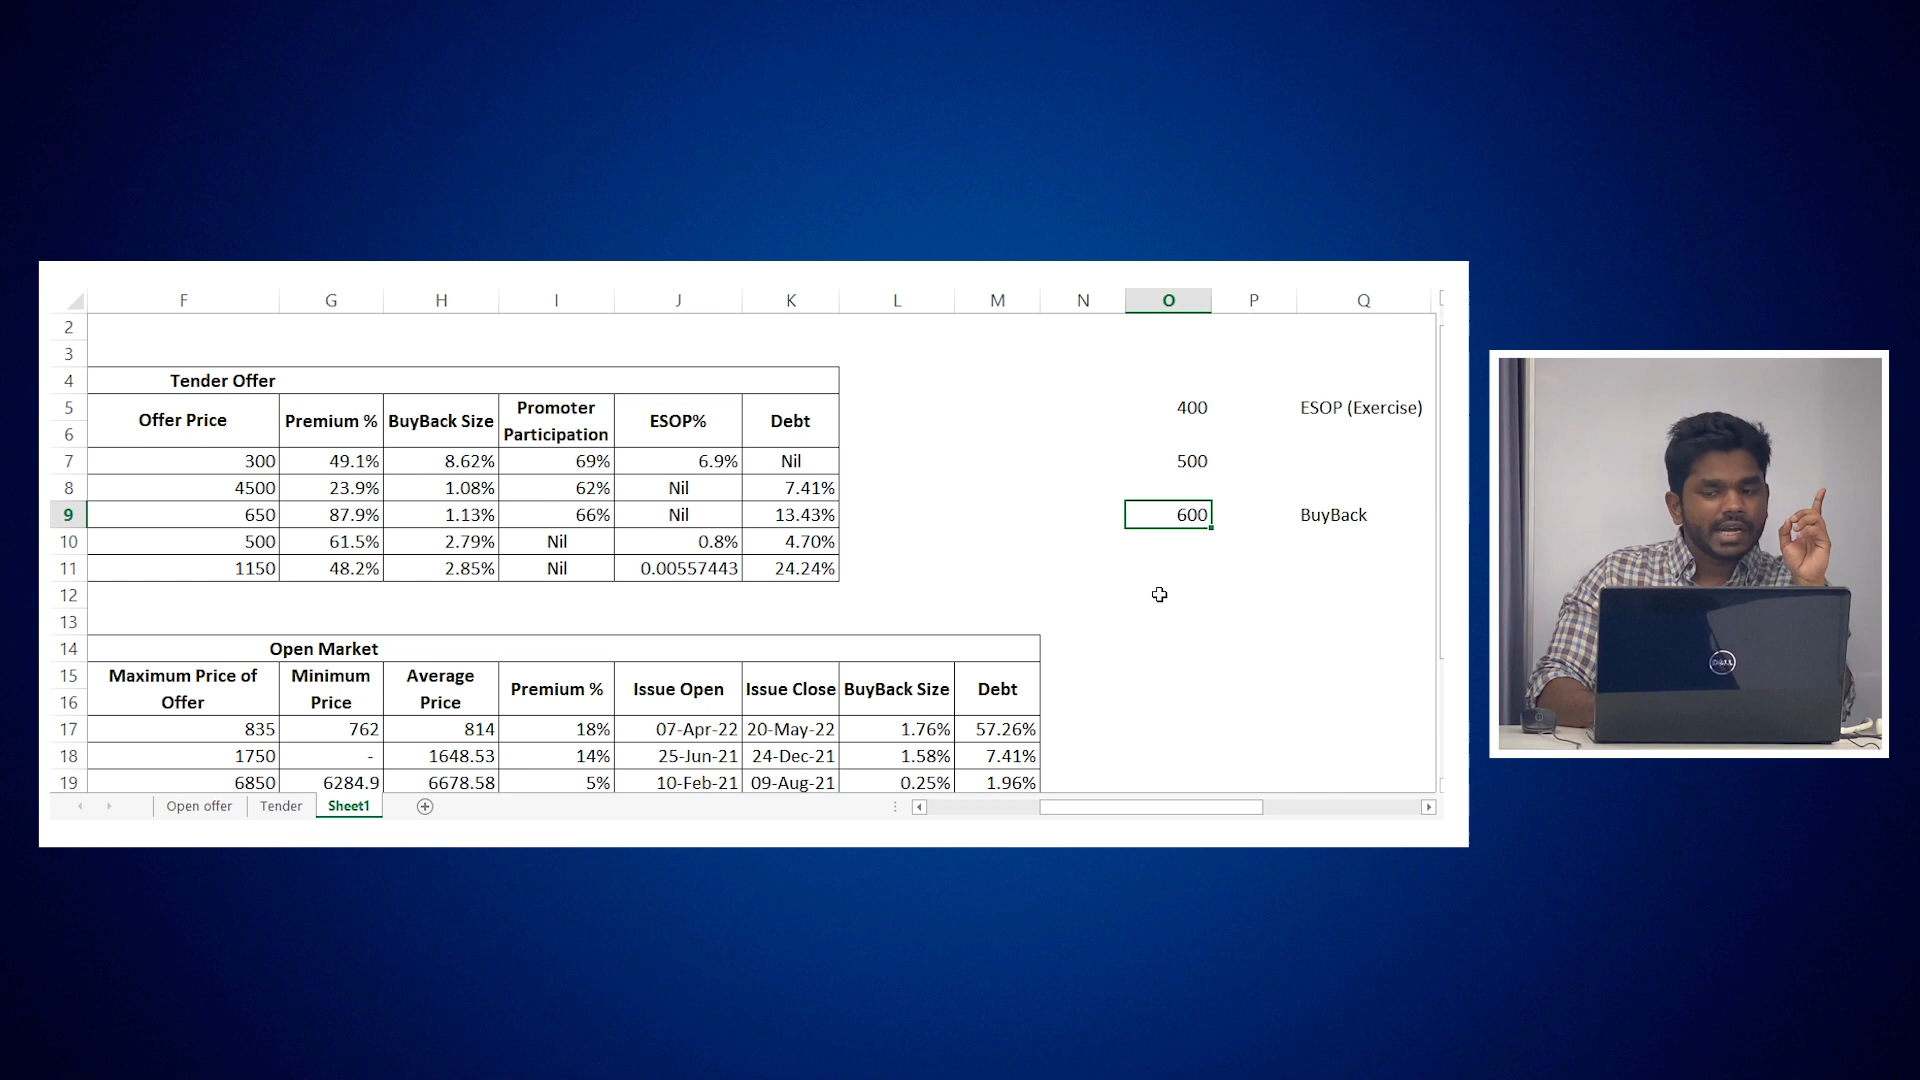 F G H I J K L M N O P Q
2
3
4 Tender Offer
5 Offer Price Premium % BuyBack Size Promoter Participation ESOP% Debt 400 ESOP (Exercise)
6
7 300 49.1% 8.62% 69% 6.9% Nil 500
8 4500 23.9% 1.08% 62% Nil 7.41%
9 650 87.9% 1.13% 66% Nil 13.43% 600 BuyBack
10 500 61.5% 2.79% Nil 0.8% 4.70%
11 1150 48.2% 2.85% Nil 0.00557443 24.24%
12
13
14 Open Market
15 Maximum Price of Offer Minimum Price Average Price Premium % Issue Open Issue Close BuyBack Size Debt
16
17 835 762 814 18% 07-Apr-22 20-May-22 1.76% 57.26%
18 1750 - 1648.53 14% 25-Jun-21 24-Dec-21 1.58% 7.41%
19 6850 6284.9 6678.58 5% 10-Feb-21 09-Aug-21 0.25% 1.96%
Open offer Tender Sheet1
DELL